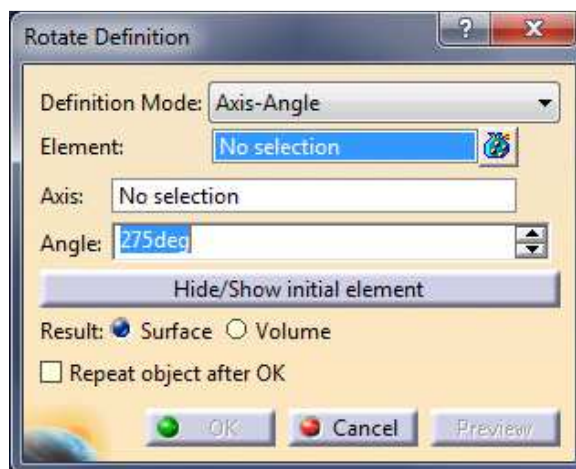 Rotate Definition ? X
Definition Mode: Axis-Angle
Element: No selection
Axis: No selection
Angle: 275deg
Hide/Show initial element
Result: Surface Volume
Repeat object after OK
OK Cancel Preview